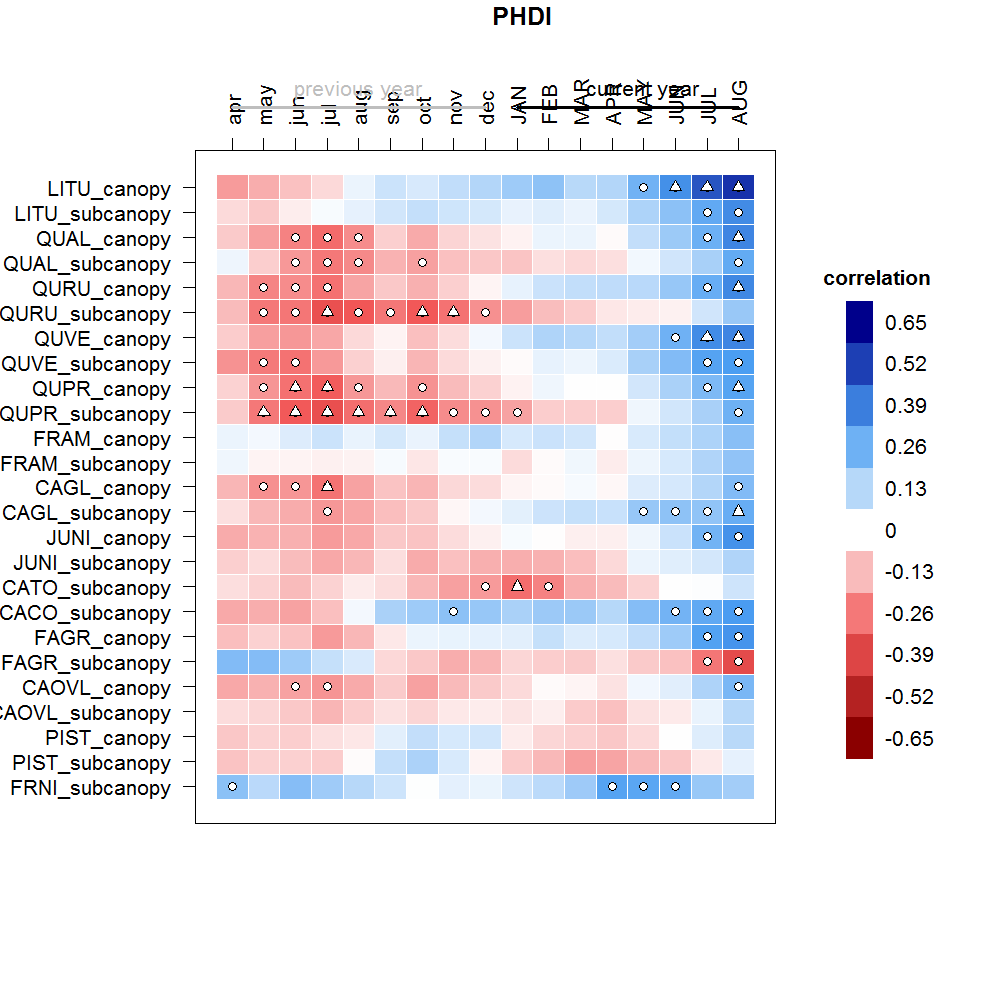 PHDI
previous year current year
apr may jun jul aug sep oct nov dec JAN FEB MAR APR MAY JUN JUL AUG
LITU_canopy
LITU_subcanopy
QUAL_canopy
QUAL_subcanopy
QURU_canopy
QURU_subcanopy
QUVE_canopy
QUVE_subcanopy
QUPR_canopy
QUPR_subcanopy
FRAM_canopy
FRAM_subcanopy
CAGL_canopy
CAGL_subcanopy
JUNI_canopy
JUNI_subcanopy
CATO_subcanopy
CACO_subcanopy
FAGR_canopy
FAGR_subcanopy
CAOVL_canopy
CAOVL_subcanopy
PIST_canopy
PIST_subcanopy
FRNI_subcanopy
correlation
0.65
0.52
0.39
0.26
0.13
0
-0.13
-0.26
-0.39
-0.52
-0.65